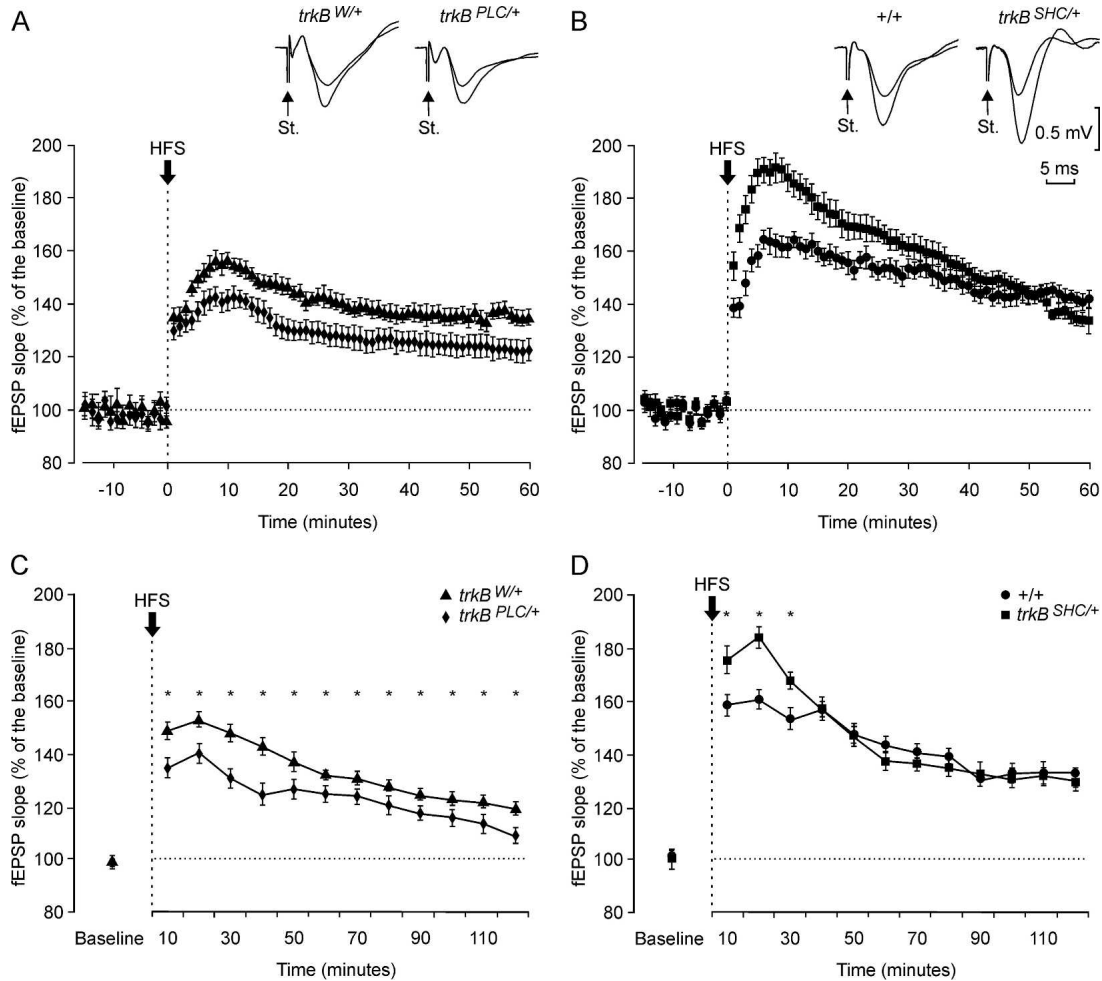 A
trkB W/+
trkB PLC/+
St.
St.
HFS
fEPSP slope (% of the baseline)
200
180
160
140
120
100
80
-10 0 10 20 30 40 50 60
Time (minutes)
B
+/+
trkB SHC/+
St.
St.
0.5 mV
5 ms
HFS
fEPSP slope (% of the baseline)
200
180
160
140
120
100
80
-10 0 10 20 30 40 50 60
Time (minutes)
C
HFS
trkB W/+
trkB PLC/+
* * * * * * * * * * * *
fEPSP slope (% of the baseline)
200
180
160
140
120
100
80
Baseline 10 30 50 70 90 110
Time (minutes)
D
HFS
+/+
trkB SHC/+
* * *
fEPSP slope (% of the baseline)
200
180
160
140
120
100
80
Baseline 10 30 50 70 90 110
Time (minutes)